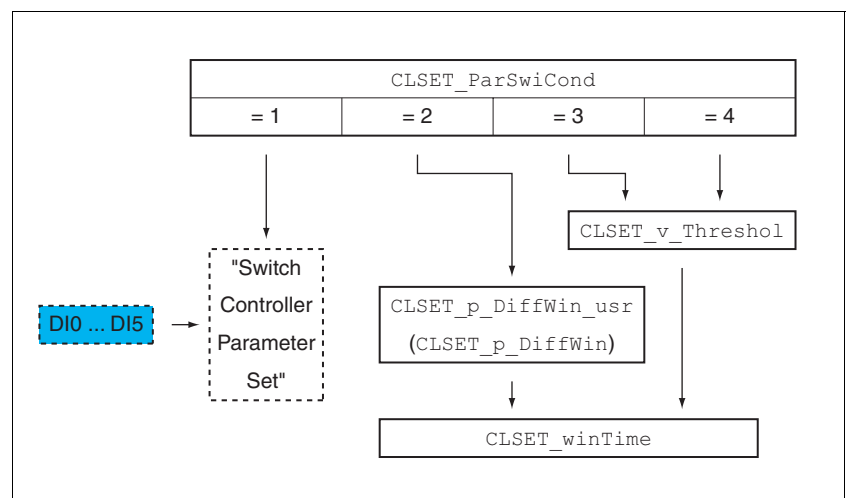 CLSET_ParSwiCond
= 1
= 2
= 3
= 4
CLSET_v_Threshol
"Switch
Controller
Parameter
Set"
DI0 ... DI5
CLSET_p_DiffWin_usr
(CLSET_p_DiffWin)
CLSET_winTime